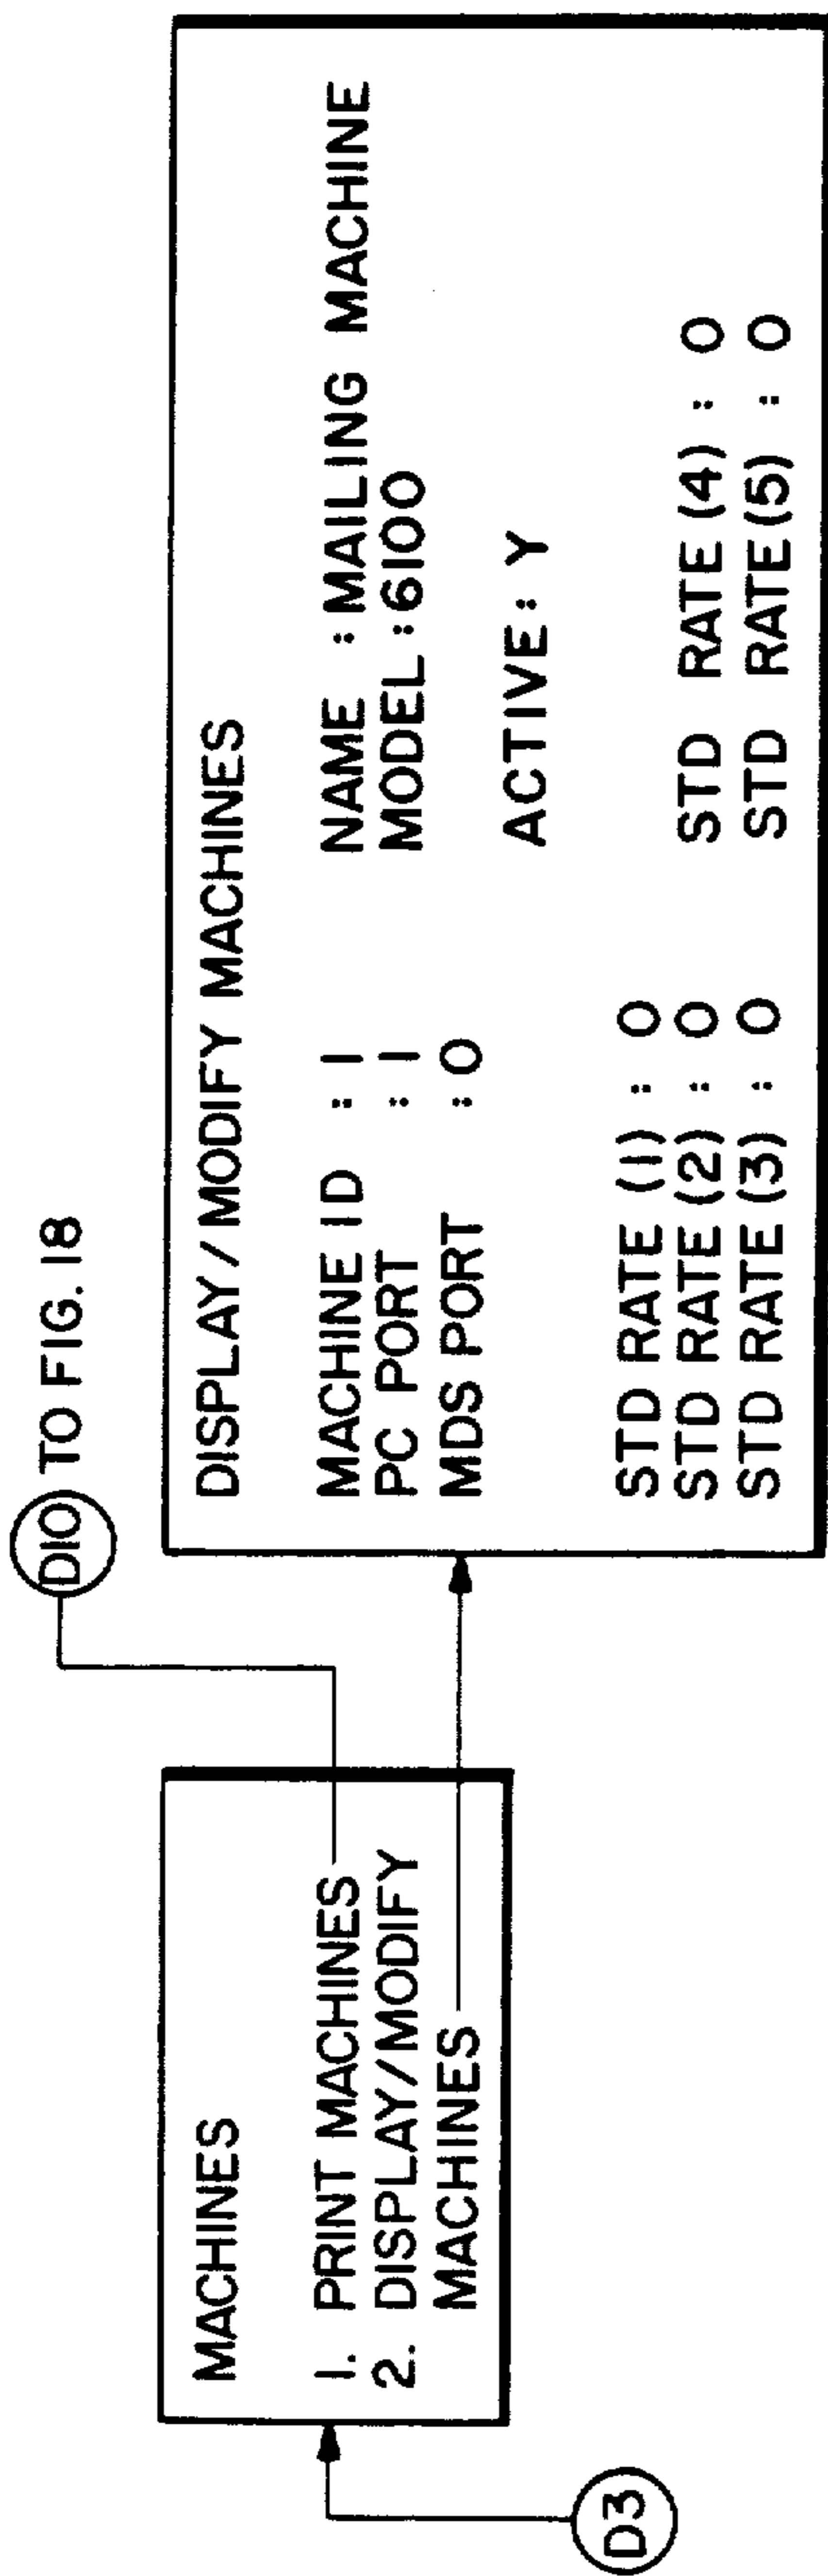 D3
MACHINES
1. PRINT MACHINES
2. DISPLAY/MODIFY
MACHINES
D10 TO FIG. 18
DISPLAY / MODIFY MACHINES
MACHINE ID : 1 NAME : MAILING MACHINE
PC PORT : 1 MODEL : 6100
MDS PORT : 0
ACTIVE : Y
STD RATE (1) : 0
STD RATE (2) : 0 STD RATE (4) : 0
STD RATE (3) : 0 STD RATE (5) : 0